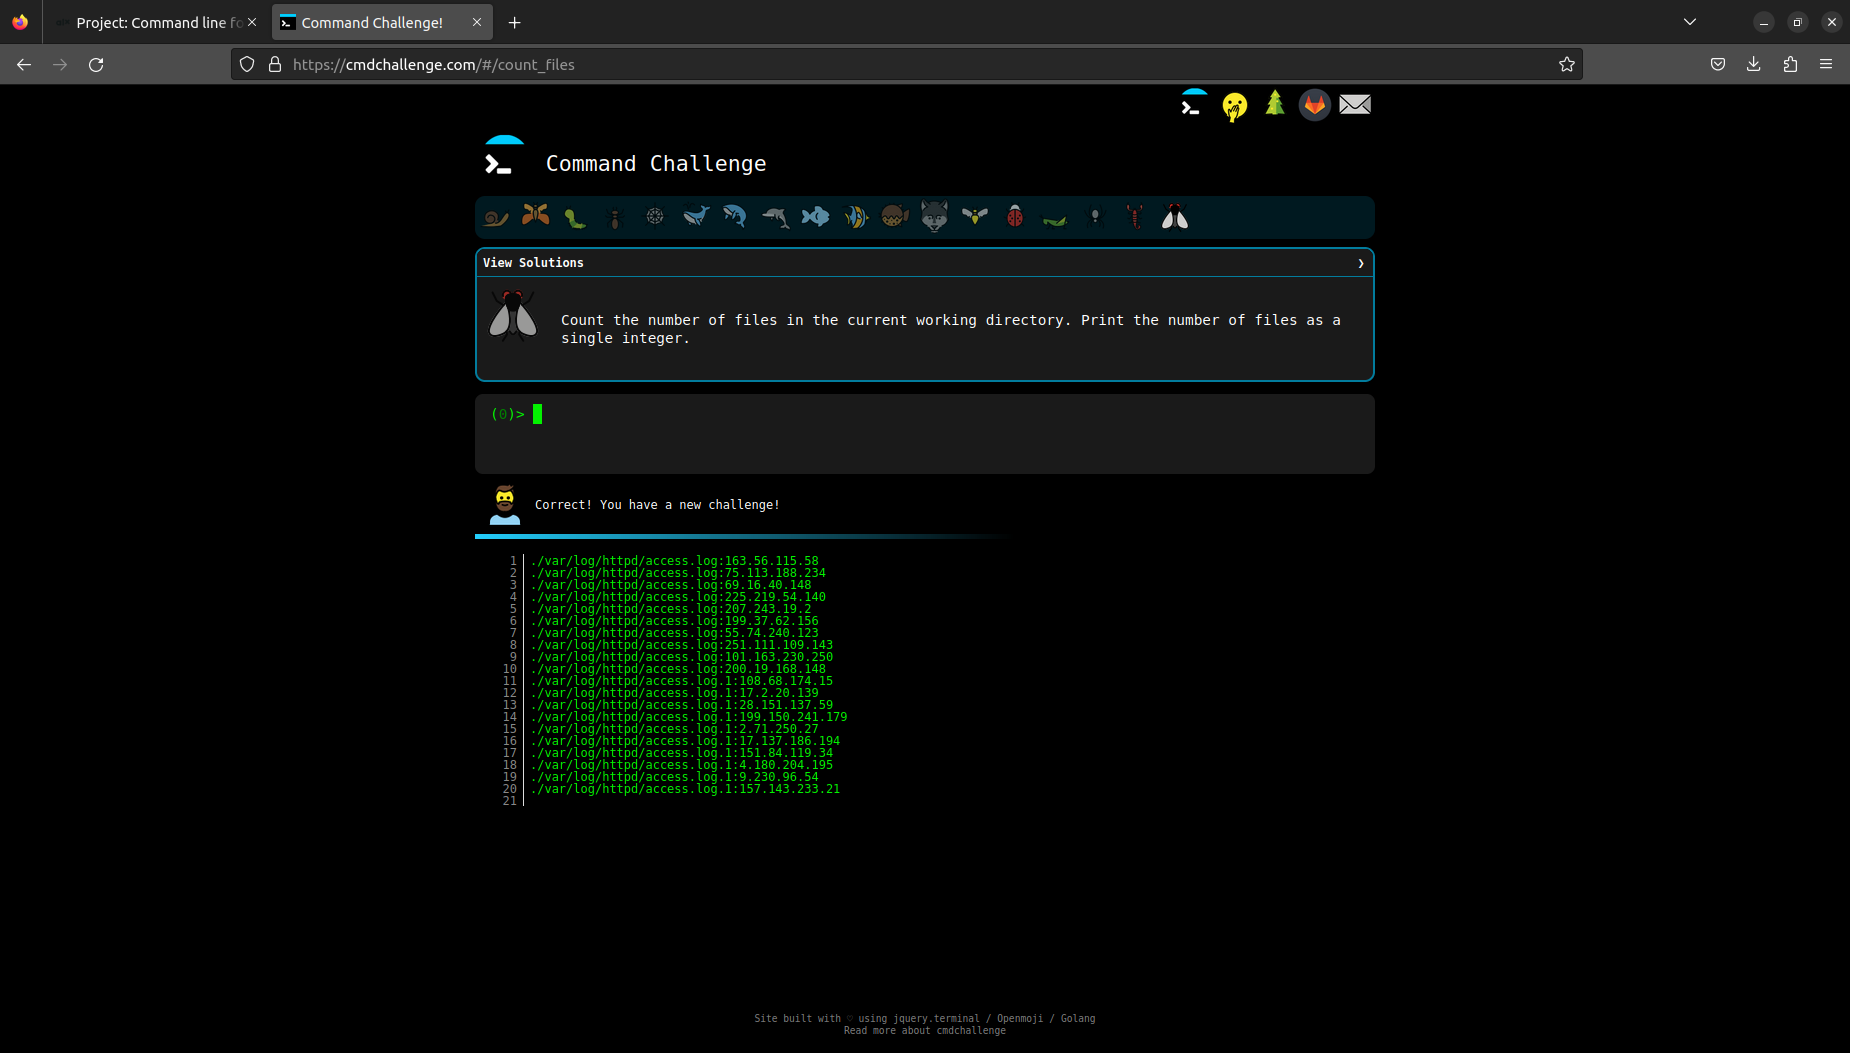 Project: Command line fo
Command Challenge!
https://cmdchallenge.com/#/count_files
Command Challenge
View Solutions
Count the number of files in the current working directory. Print the number of files as a
single integer.
(0)>
Correct! You have a new challenge!
1 ./var/log/httpd/access.log:163.56.115.58
2 ./var/log/httpd/access.log:75.113.188.234
3 ./var/log/httpd/access.log:69.16.40.148
4 ./var/log/httpd/access.log:225.219.54.140
5 ./var/log/httpd/access.log:207.243.19.2
6 ./var/log/httpd/access.log:199.37.62.156
7 ./var/log/httpd/access.log:55.74.240.123
8 ./var/log/httpd/access.log:251.111.109.143
9 ./var/log/httpd/access.log:101.163.230.250
10 ./var/log/httpd/access.log:200.19.168.148
11 ./var/log/httpd/access.log.1:108.68.174.15
12 ./var/log/httpd/access.log.1:17.2.20.139
13 ./var/log/httpd/access.log.1:28.151.137.59
14 ./var/log/httpd/access.log.1:199.150.241.179
15 ./var/log/httpd/access.log.1:2.71.250.27
16 ./var/log/httpd/access.log.1:17.137.186.194
17 ./var/log/httpd/access.log.1:151.84.119.34
18 ./var/log/httpd/access.log.1:4.180.204.195
19 ./var/log/httpd/access.log.1:9.230.96.54
20 ./var/log/httpd/access.log.1:157.143.233.21
21
Site built with ♡ using jquery.terminal / Openmoji / Golang
Read more about cmdchallenge